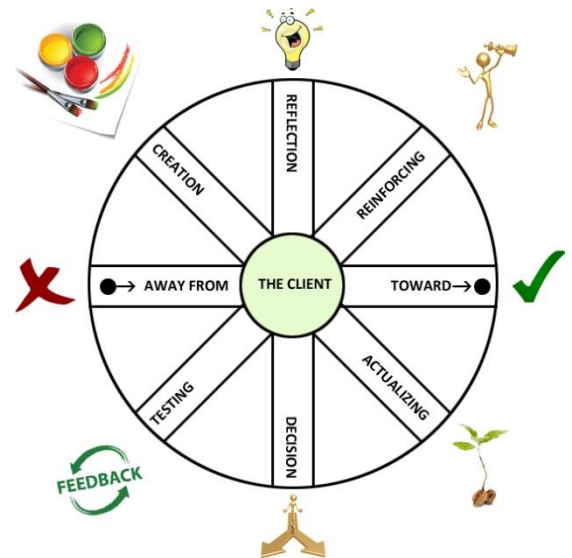 REFLECTION
CREATION
REINFORCING
AWAY FROM
THE CLIENT
TOWARD
TESTING
ACTUALIZING
DECISION
FEEDBACK